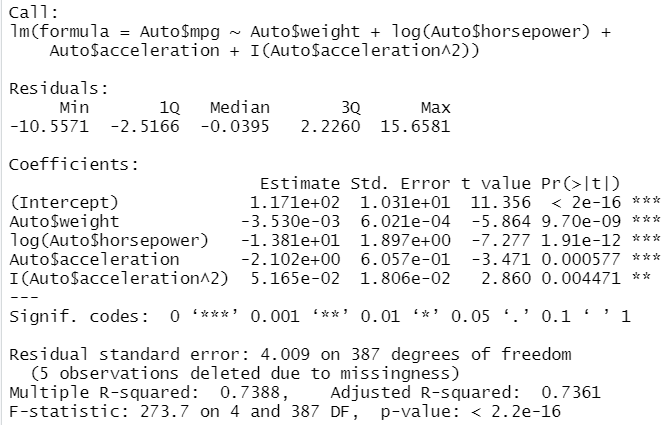 Call:
lm(formula = Auto$mpg ~ Auto$weight + log(Auto$horsepower) +
    Auto$acceleration + I(Auto$acceleration^2))

Residuals:
     Min       1Q   Median       3Q      Max
-10.5571  -2.5166  -0.0395   2.2260  15.6581

Coefficients:
                         Estimate Std. Error t value Pr(>|t|)
(Intercept)             1.171e+02  1.031e+01  11.356  < 2e-16 ***
Auto$weight            -3.530e-03  6.021e-04  -5.864 9.70e-09 ***
log(Auto$horsepower)   -1.381e+01  1.897e+00  -7.277 1.91e-12 ***
Auto$acceleration      -2.102e+00  6.057e-01  -3.471 0.000577 ***
I(Auto$acceleration^2)  5.165e-02  1.806e-02   2.860 0.004471 **
---
Signif. codes:  0 ‘***’ 0.001 ‘**’ 0.01 ‘*’ 0.05 ‘.’ 0.1 ‘ ’ 1

Residual standard error: 4.009 on 387 degrees of freedom
  (5 observations deleted due to missingness)
Multiple R-squared:  0.7388,    Adjusted R-squared:  0.7361
F-statistic: 273.7 on 4 and 387 DF,  p-value: < 2.2e-16